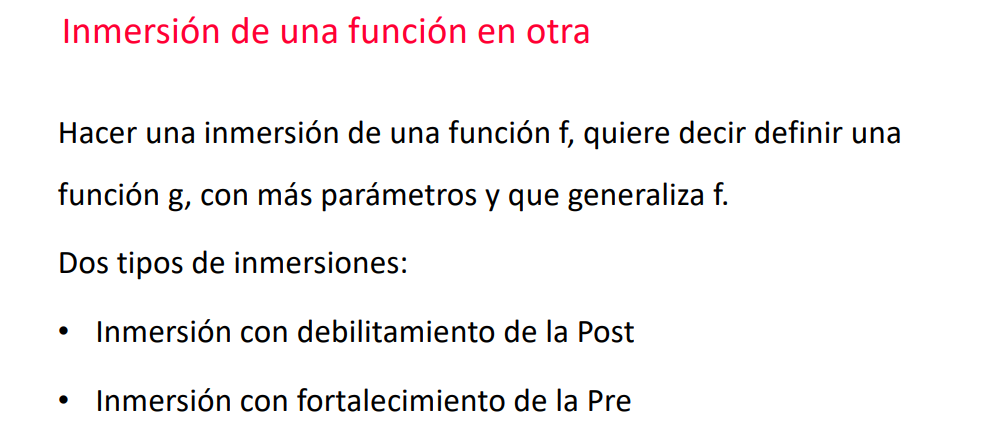 Inmersión de una función en otra
Hacer una inmersión de una función f, quiere decir definir una
función g, con más parámetros y que generaliza f.
Dos tipos de inmersiones:
• Inmersión con debilitamiento de la Post
• Inmersión con fortalecimiento de la Pre